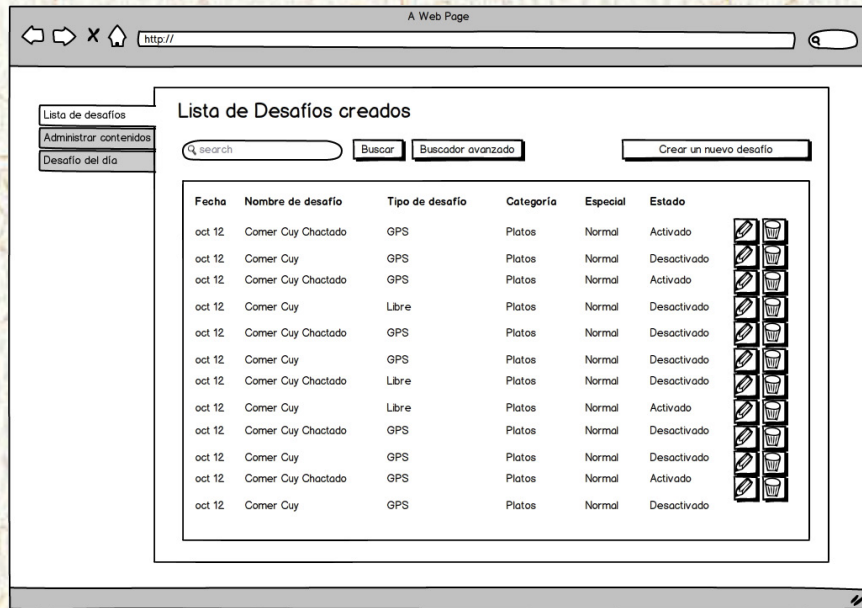 A Web Page
http://
Lista de desafíos
Administrar contenidos
Desafío del día
Lista de Desafíos creados
search
Buscar
Buscador avanzado
Crear un nuevo desafío
Fecha Nombre de desafío Tipo de desafío Categoría Especial Estado
oct 12 Comer Cuy Chactado GPS Platos Normal Activado
oct 12 Comer Cuy GPS Platos Normal Desactivado
oct 12 Comer Cuy Chactado GPS Platos Normal Activado
oct 12 Comer Cuy Libre Platos Normal Desactivado
oct 12 Comer Cuy Chactado GPS Platos Normal Desactivado
oct 12 Comer Cuy GPS Platos Normal Desactivado
oct 12 Comer Cuy Chactado Libre Platos Normal Desactivado
oct 12 Comer Cuy Libre Platos Normal Activado
oct 12 Comer Cuy Chactado GPS Platos Normal Desactivado
oct 12 Comer Cuy GPS Platos Normal Desactivado
oct 12 Comer Cuy Chactado GPS Platos Normal Activado
oct 12 Comer Cuy GPS Platos Normal Desactivado